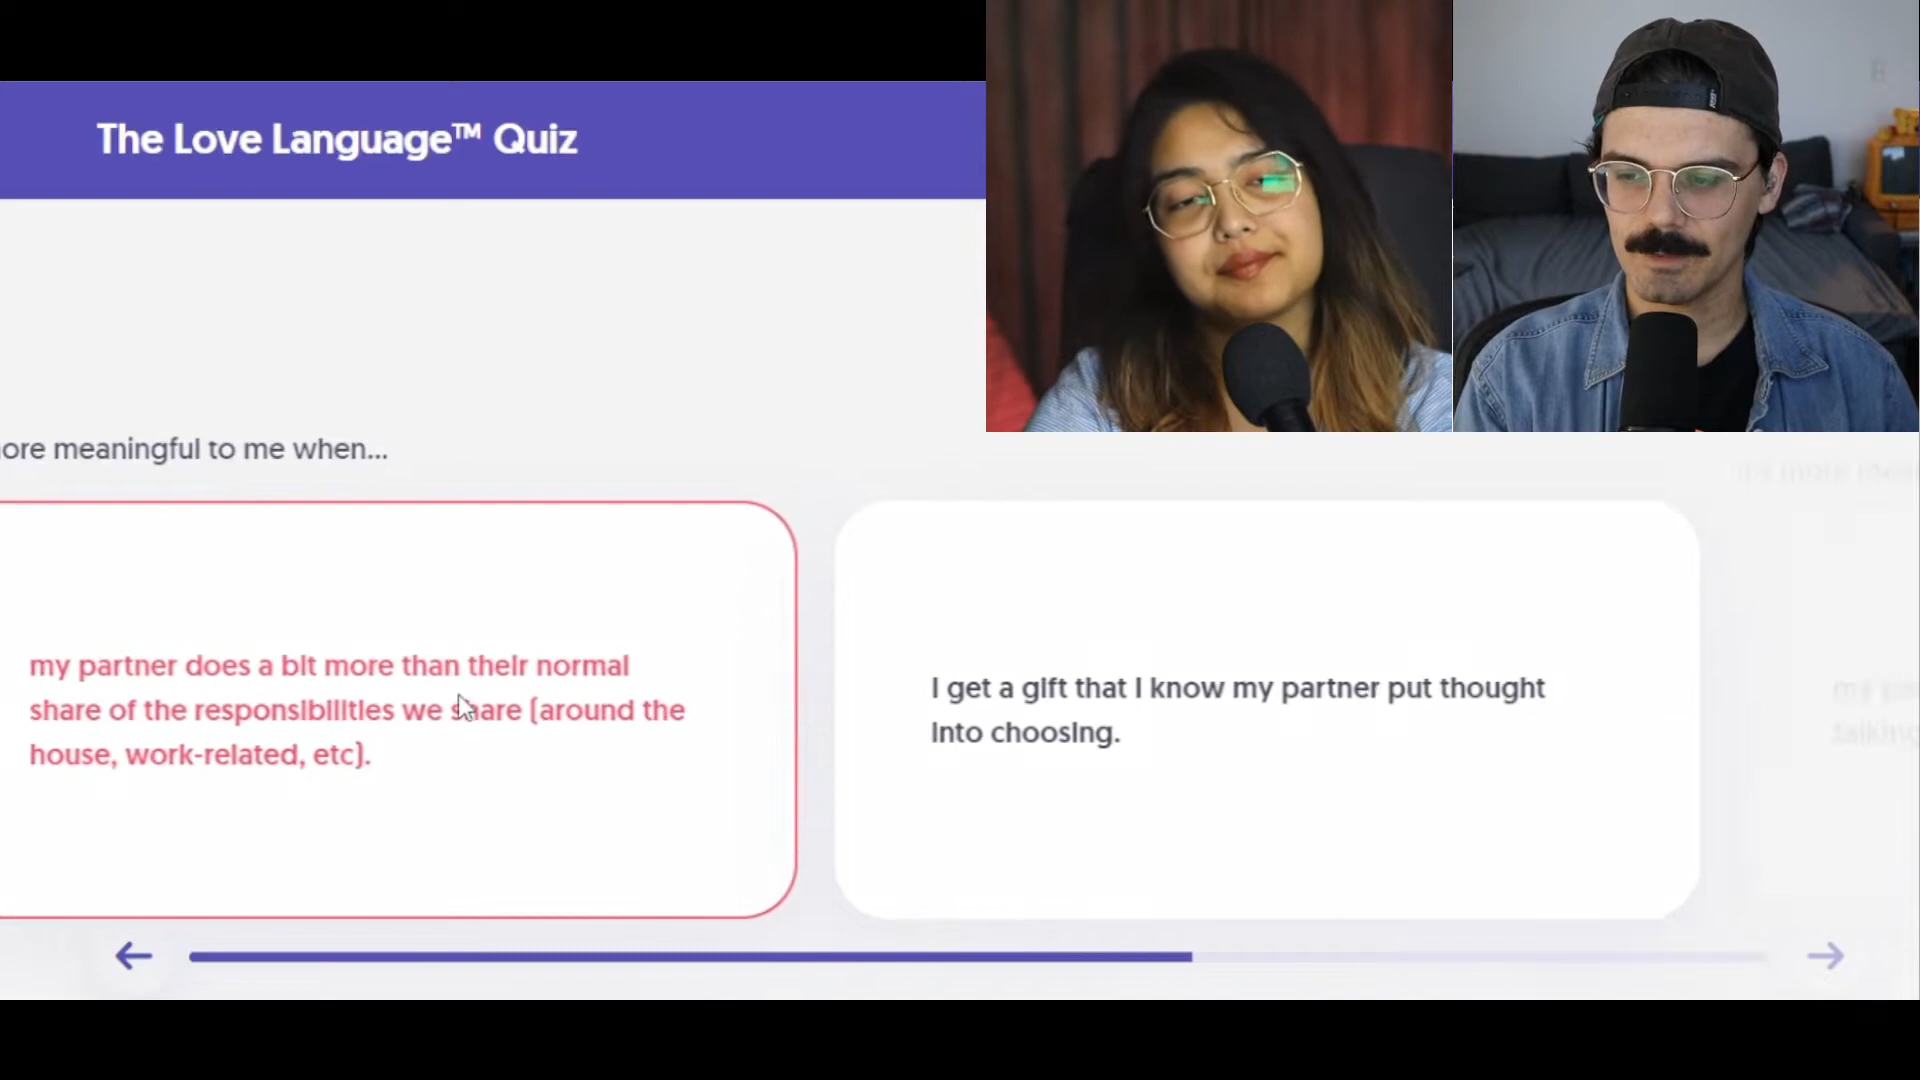 The Love Language™ Quiz
ore meaningful to me when...
my partner does a bit more than their normal
share of the responsibilities we share (around the
house, work-related, etc).
I get a gift that I know my partner put thought
into choosing.
talking